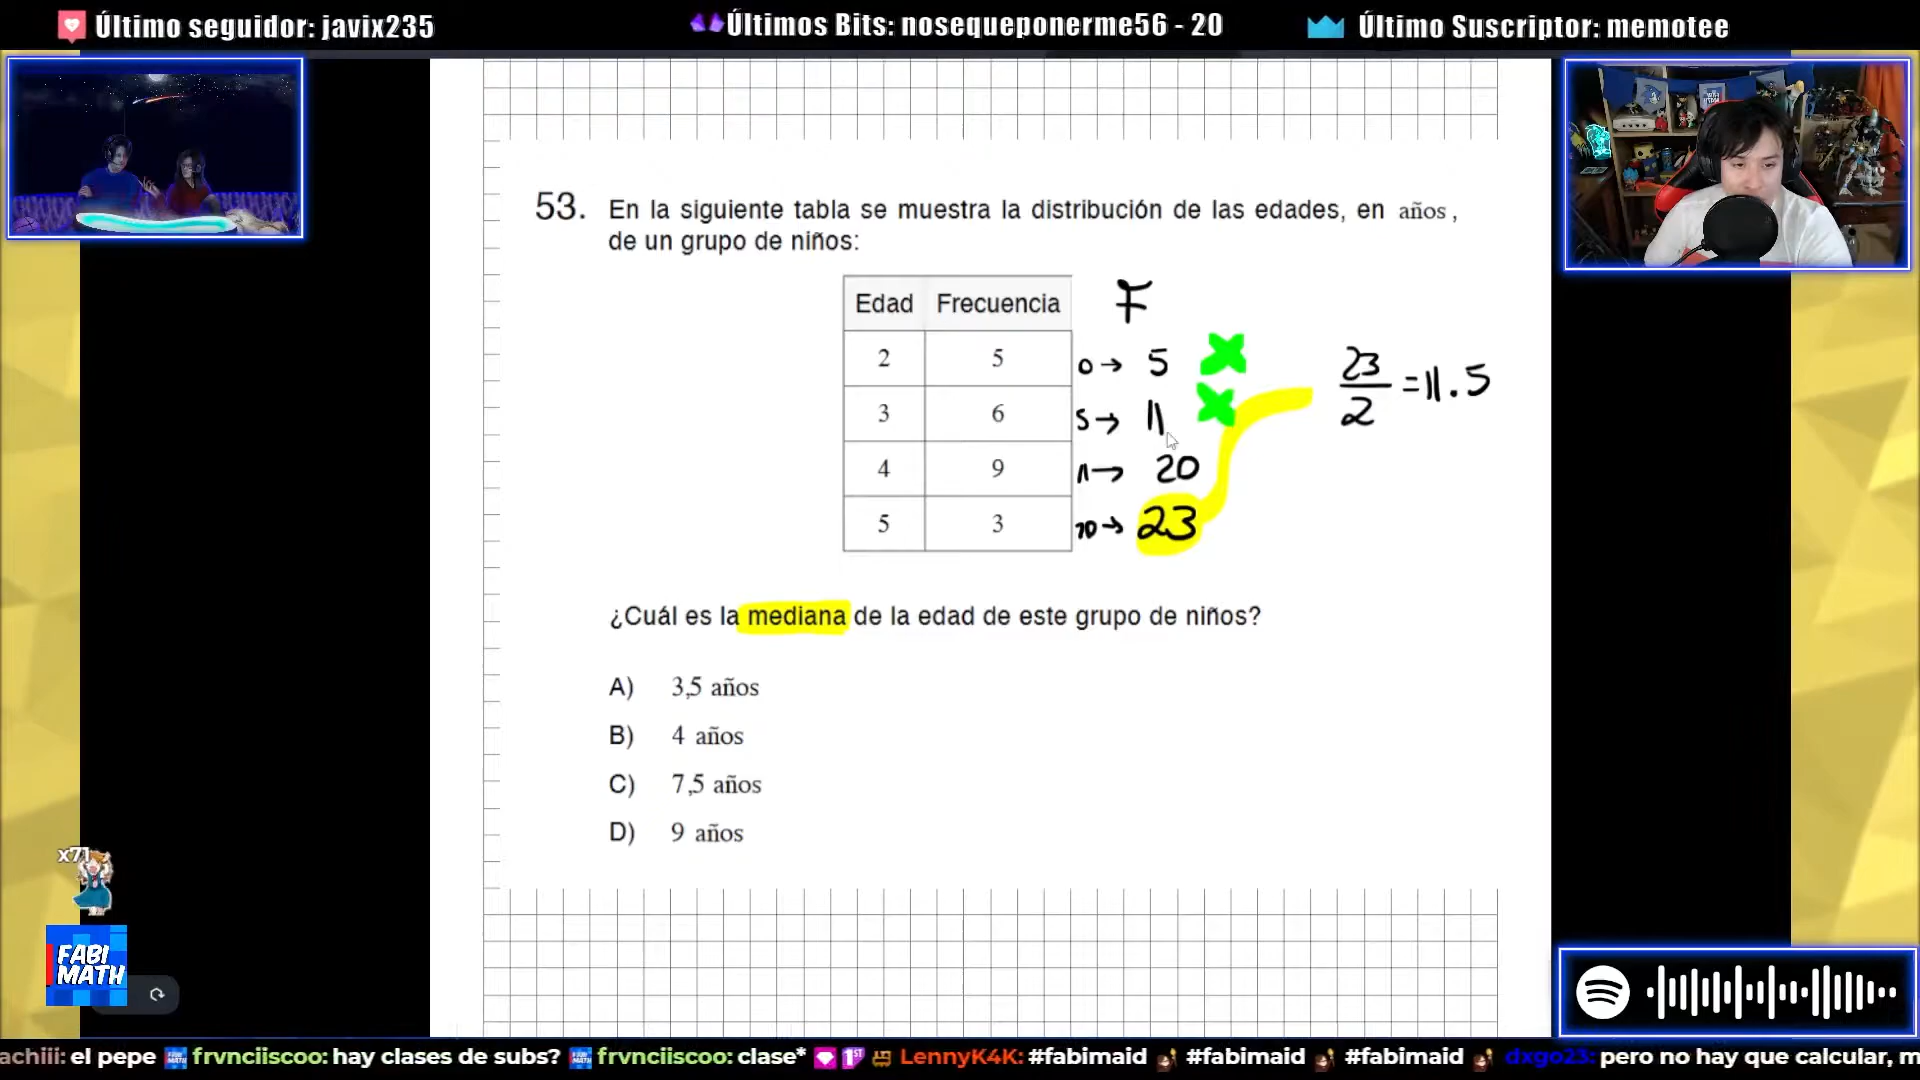 Último seguidor: javix235
Últimos Bits: nosequeponerme56 - 20
Último Suscriptor: memotee
53. En la siguiente tabla se muestra la distribución de las edades, en años ,
de un grupo de niños:
Edad Frecuencia F
2 5 0→ 5
3 6 5→ 11
4 9 11→ 20
5 3 20→ 23
23/2 =11.5
¿Cuál es la mediana de la edad de este grupo de niños?
A) 3,5 años
B) 4 años
C) 7,5 años
D) 9 años
x71
FABI
MATH
achiii: el pepe frvnciiscoo: hay clases de subs? frvnciiscoo: clase* 1ST LennyK4K: #fabimaid #fabimaid #fabimaid dxgo23: pero no hay que calcular, m